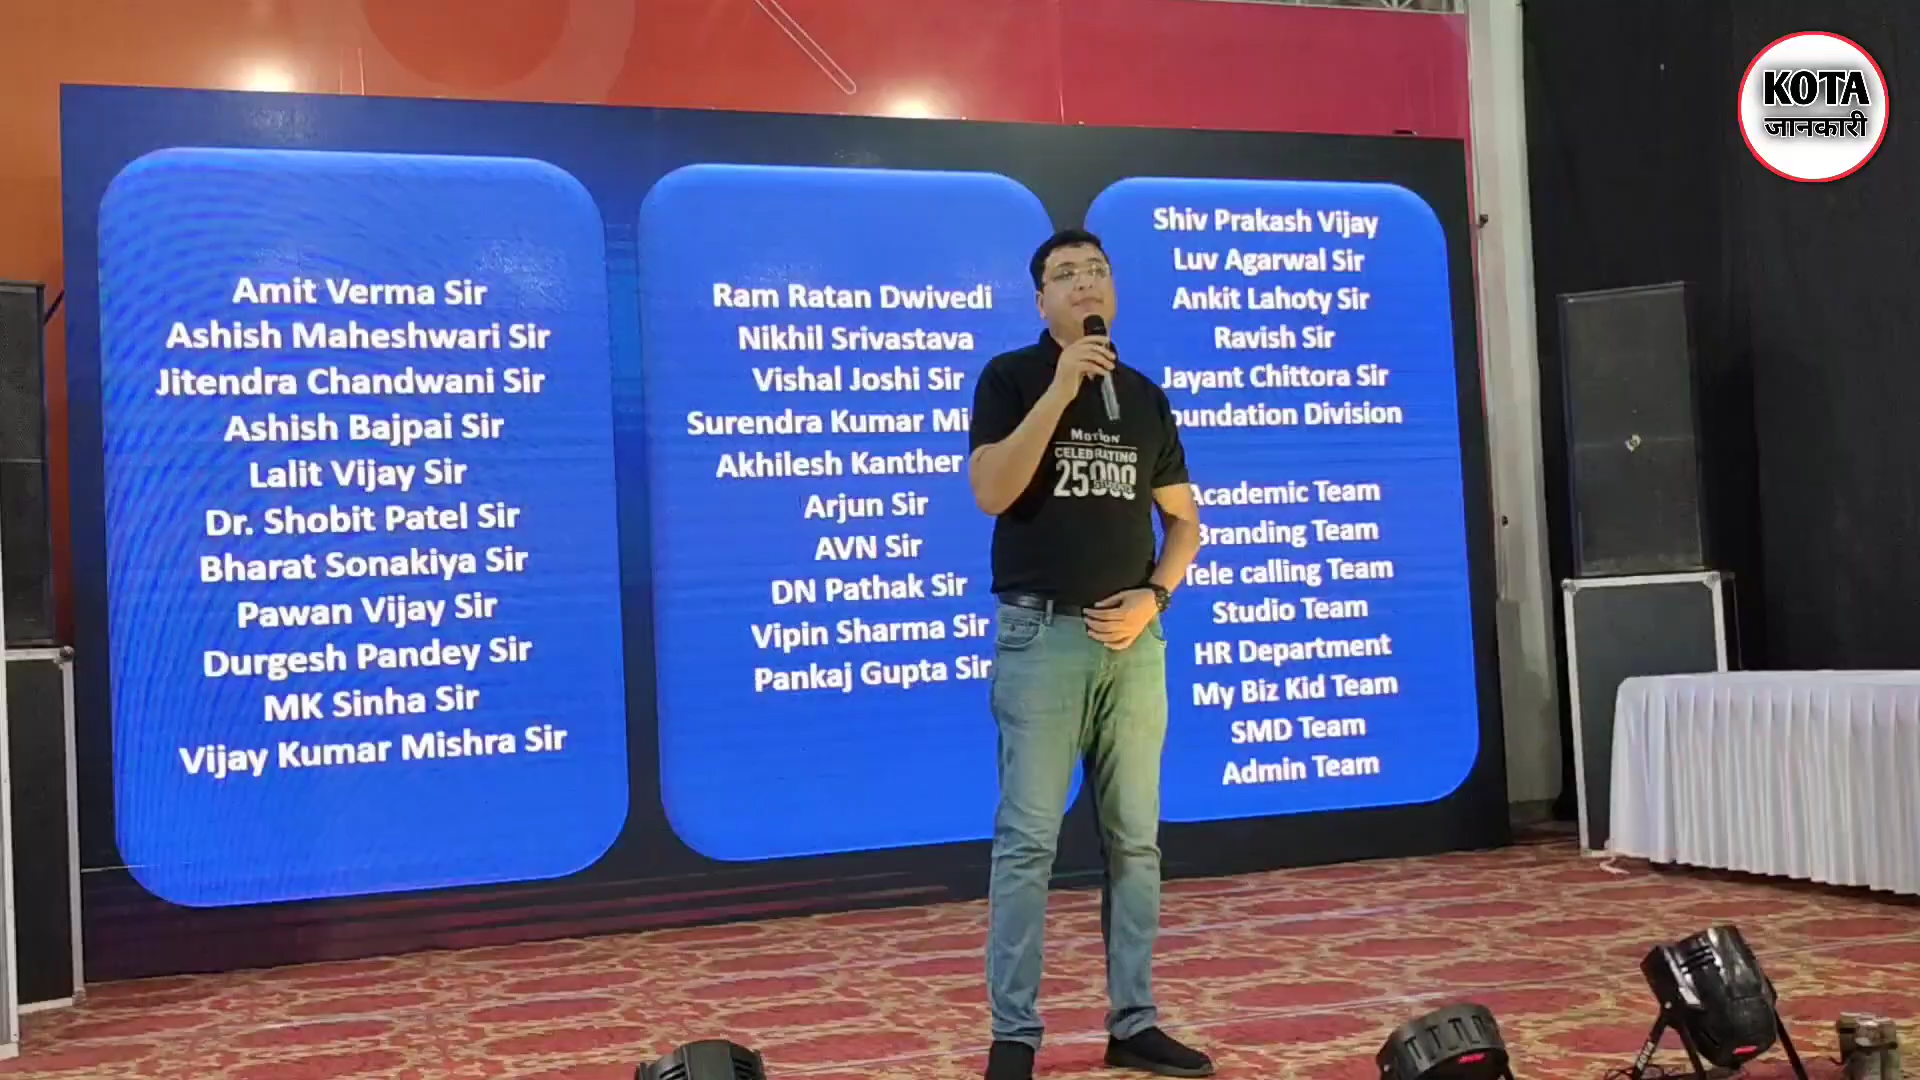 KOTA
जानकारी
Amit Verma Sir
Ashish Maheshwari Sir
Jitendra Chandwani Sir
Ashish Bajpai Sir
Lalit Vijay Sir
Dr. Shobit Patel Sir
Bharat Sonakiya Sir
Pawan Vijay Sir
Durgesh Pandey Sir
MK Sinha Sir
Vijay Kumar Mishra Sir
Ram Ratan Dwivedi
Nikhil Srivastava
Vishal Joshi Sir
Surendra Kumar
Akhilesh Kanther
Arjun Sir
AVN Sir
DN Pathak Sir
Vipin Sharma Sir
Pankaj Gupta Sir
Shiv Prakash Vijay
Luv Agarwal Sir
Ankit Lahoty Sir
Ravish Sir
Jayant Chittora Sir
Division
Academic Team
Branding Team
Tele calling Team
Studio Team
HR Department
My Biz Kid Team
SMD Team
Admin Team
MOTION
CELEBRATING
25000